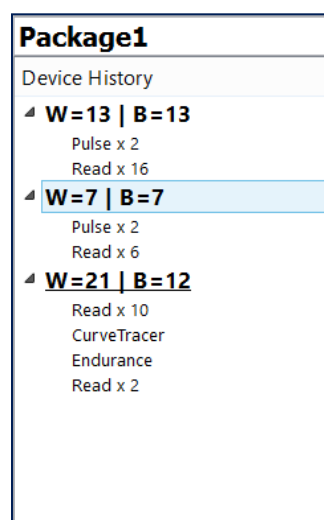 Package1
Device History
W=13 | B=13
Pulse x 2
Read x 16
W=7 | B=7
Pulse x 2
Read x 6
W=21 | B=12
Read x 10
CurveTracer
Endurance
Read x 2